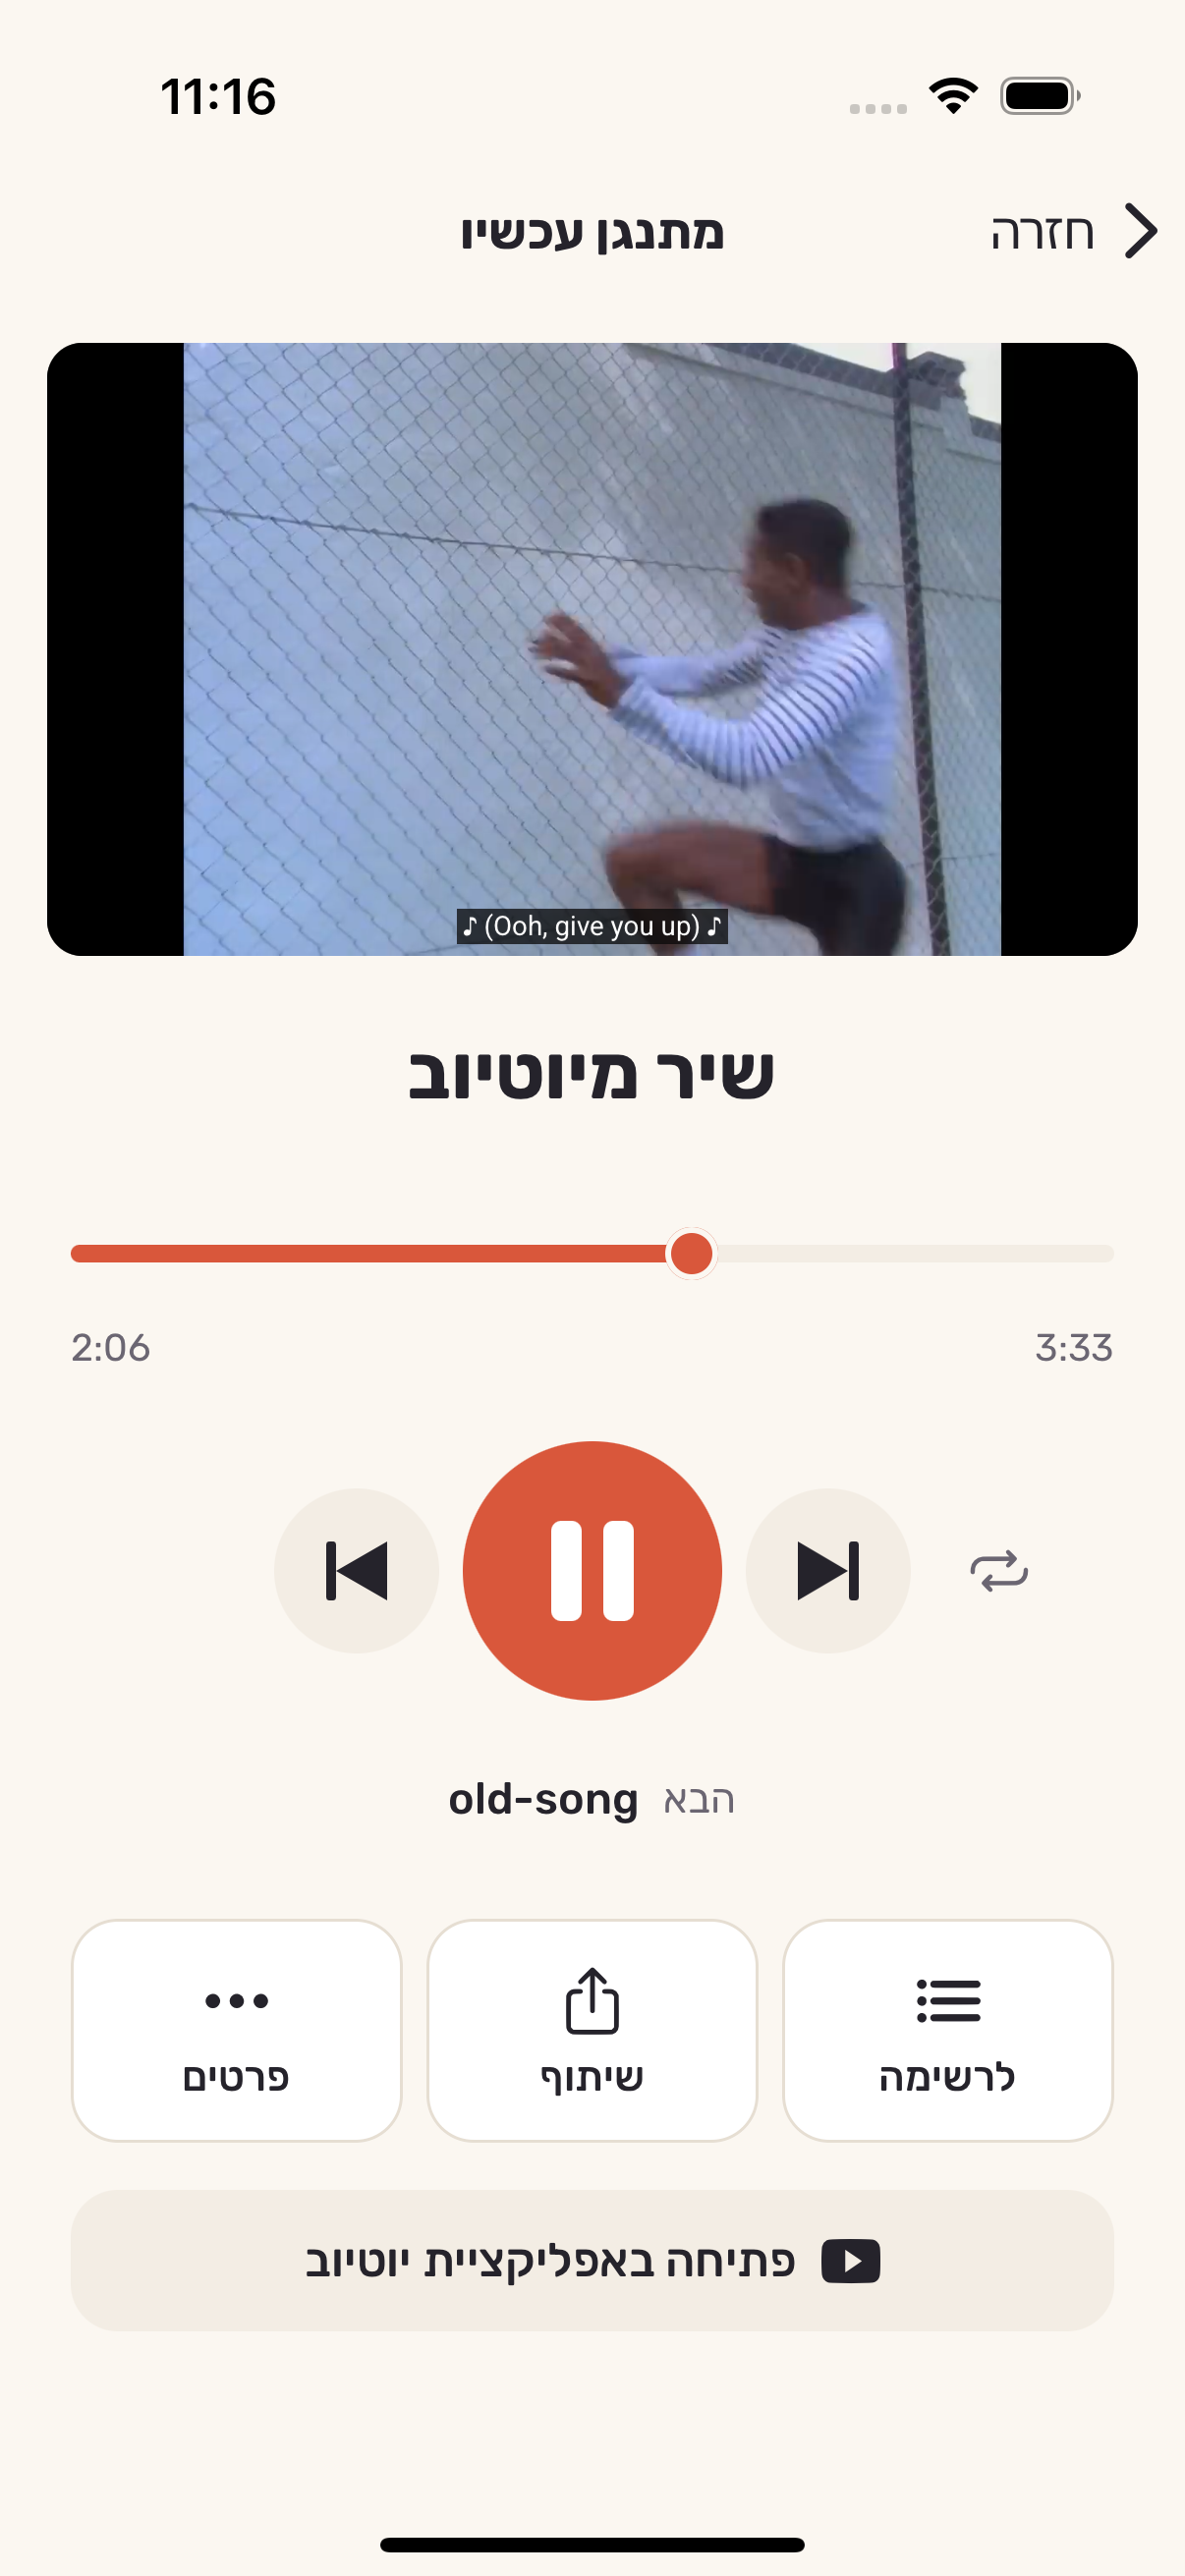 11:16
חזרה
מתנגן עכשיו
♪ (Ooh, give you up) ♪
שיר מיוטיוב
2:06
3:33
הבא old-song
לרשימה
שיתוף
פרטים
פתיחה באפליקציית יוטיוב